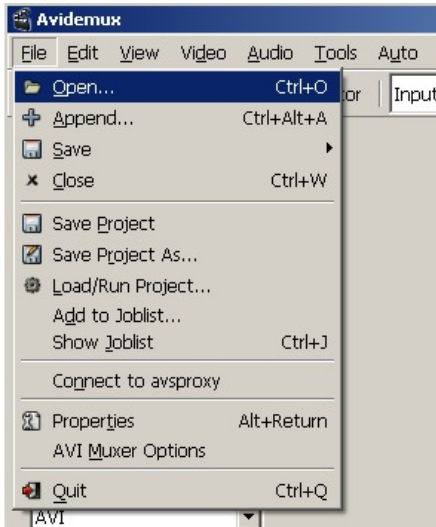 Avidemux
File Edit View Video Audio Tools Auto
Open... Ctrl+O
Input
Append... Ctrl+Alt+A
Save
Close Ctrl+W
Save Project
Save Project As...
Load/Run Project...
Add to Joblist...
Show Joblist Ctrl+J
Connect to avsproxy
Properties Alt+Return
AVI Muxer Options
Quit Ctrl+Q
AVI